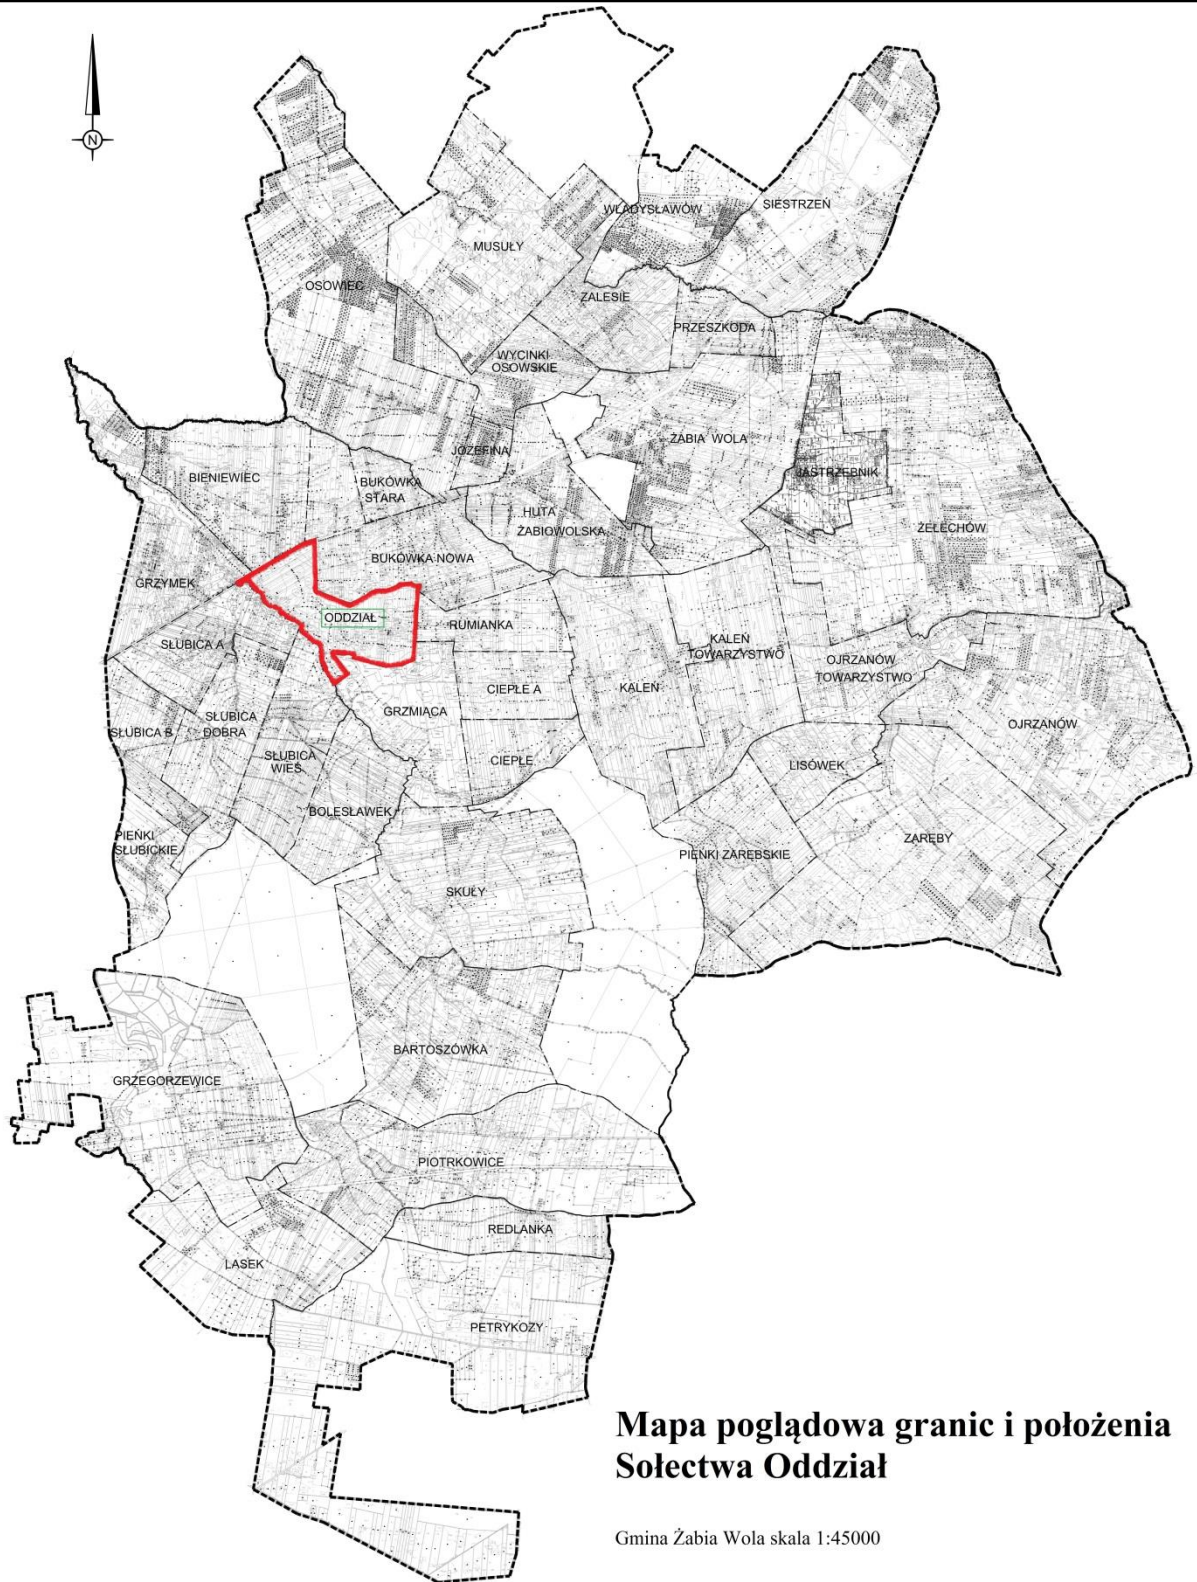 N
WŁADYSŁAWÓW
SIESTRZEŃ
MUSUŁY
OSOWIEC
ZALESIE
PRZESZKODA
WYCINKI
OSOWSKIE
ŻABIA WOLA
JÓZEFINA
JASTRZĘBNIK
BIENIEWIEC
BUKÓWKA
STARA
HUTA
ŻABIOWOLSKA
ŻELECHÓW
BUKÓWKA NOWA
GRZYMEK
ODDZIAŁ
RUMIANKA
SŁUBICA A
KALEŃ
TOWARZYSTWO
OJRZANÓW
TOWARZYSTWO
CIEPŁE A
KALEŃ
GRZMIĄCA
SŁUBICA
DOBRA
SŁUBICA B
OJRZANÓW
SŁUBICA
WIEŚ
CIEPŁE
LISÓWEK
BOLESŁAWEK
PIEŃKI
SŁUBICKIE
ZARĘBY
PIEŃKI ZARĘBSKIE
SKUŁY
BARTOSZÓWKA
GRZEGORZEWICE
PIOTRKOWICE
REDLANKA
LASEK
PETRYKOZY
Mapa poglądowa granic i położenia
Sołectwa Oddział
Gmina Żabia Wola skala 1:45000